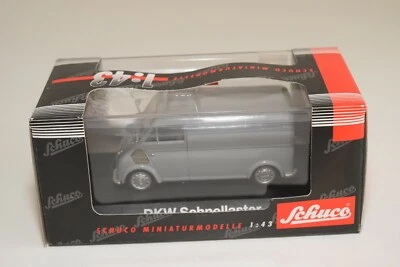 SCHUCO MINIATURMODELLE
1:43
Schuco
DKW Schnellaster
Schuco
SCHUCO MINIATURMODELLE 1:43